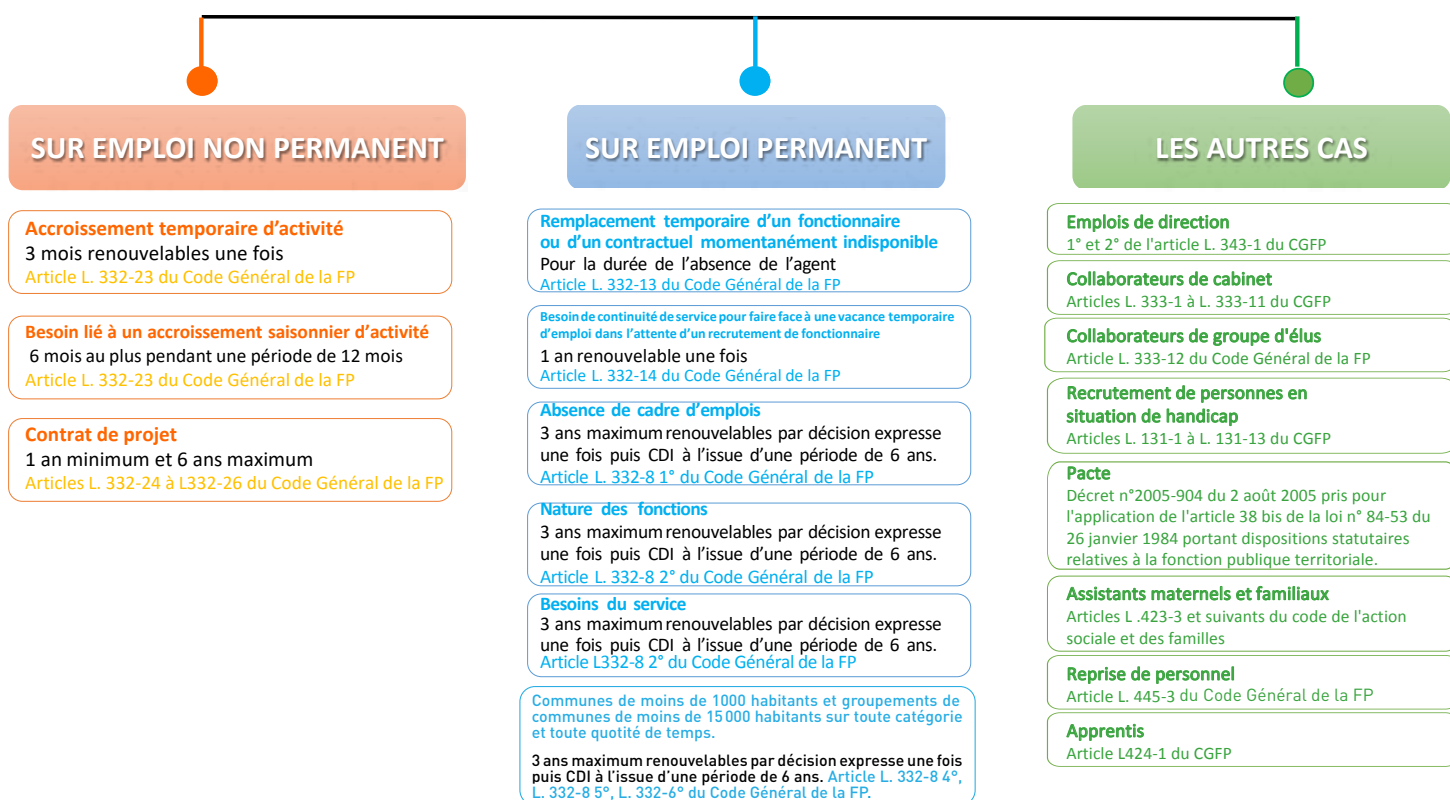 SUR EMPLOI NON PERMANENT
Accroissement temporaire d’activité
3 mois renouvelables une fois
Article L. 332-23 du Code Général de la FP
Besoin lié à un accroissement saisonnier d’activité
6 mois au plus pendant une période de 12 mois
Article L. 332-23 du Code Général de la FP
Contrat de projet
1 an minimum et 6 ans maximum
Articles L. 332-24 à L332-26 du Code Général de la FP
SUR EMPLOI PERMANENT
Remplacement temporaire d’un fonctionnaire
ou d’un contractuel momentanément indisponible
Pour la durée de l’absence de l’agent
Article L. 332-13 du Code Général de la FP
Besoin de continuité de service pour faire face à une vacance temporaire
d’emploi dans l’attente d’un recrutement de fonctionnaire
1 an renouvelable une fois
Article L. 332-14 du Code Général de la FP
Absence de cadre d’emplois
3 ans maximum renouvelables par décision expresse
une fois puis CDI à l’issue d’une période de 6 ans.
Article L. 332-8 1° du Code Général de la FP
Nature des fonctions
3 ans maximum renouvelables par décision expresse
une fois puis CDI à l’issue d’une période de 6 ans.
Article L. 332-8 2° du Code Général de la FP
Besoins du service
3 ans maximum renouvelables par décision expresse
une fois puis CDI à l’issue d’une période de 6 ans.
Article L332-8 2° du Code Général de la FP
Communes de moins de 1000 habitants et groupements de
communes de moins de 15000 habitants sur toute catégorie
et toute quotité de temps.
3 ans maximum renouvelables par décision expresse une fois
puis CDI à l’issue d’une période de 6 ans. Article L. 332-8 4°,
L. 332-8 5°, L. 332-6° du Code Général de la FP.
LES AUTRES CAS
Emplois de direction
1° et 2° de l'article L. 343-1 du CGFP
Collaborateurs de cabinet
Articles L. 333-1 à L. 333-11 du CGFP
Collaborateurs de groupe d'élus
Article L. 333-12 du Code Général de la FP
Recrutement de personnes en
situation de handicap
Articles L. 131-1 à L. 131-13 du CGFP
Pacte
Décret n°2005-904 du 2 août 2005 pris pour
l'application de l'article 38 bis de la loi n° 84-53 du
26 janvier 1984 portant dispositions statutaires
relatives à la fonction publique territoriale.
Assistants maternels et familiaux
Articles L .423-3 et suivants du code de l'action
sociale et des familles
Reprise de personnel
Article L. 445-3 du Code Général de la FP
Apprentis
Article L424-1 du CGFP